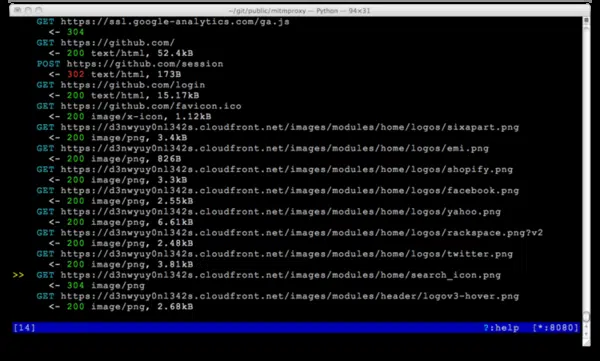 ~/git/public/mitmproxy — Python — 94×31
GET https://ssl.google-analytics.com/ga.js
<- 304
GET https://github.com/
<- 200 text/html, 52.4kB
POST https://github.com/session
<- 302 text/html, 173B
GET https://github.com/login
<- 200 text/html, 15.17kB
GET https://github.com/favicon.ico
<- 200 image/x-icon, 1.12kB
GET https://d3nwyuy0nl342s.cloudfront.net/images/modules/home/logos/sixapart.png
<- 200 image/png, 3.4kB
GET https://d3nwyuy0nl342s.cloudfront.net/images/modules/home/logos/emi.png
<- 200 image/png, 826B
GET https://d3nwyuy0nl342s.cloudfront.net/images/modules/home/logos/shopify.png
<- 200 image/png, 3.3kB
GET https://d3nwyuy0nl342s.cloudfront.net/images/modules/home/logos/facebook.png
<- 200 image/png, 2.55kB
GET https://d3nwyuy0nl342s.cloudfront.net/images/modules/home/logos/yahoo.png
<- 200 image/png, 6.61kB
GET https://d3nwyuy0nl342s.cloudfront.net/images/modules/home/logos/rackspace.png?v2
<- 200 image/png, 2.48kB
GET https://d3nwyuy0nl342s.cloudfront.net/images/modules/home/logos/twitter.png
<- 200 image/png, 3.81kB
>> GET https://d3nwyuy0nl342s.cloudfront.net/images/modules/home/search_icon.png
<- 304 image/png
GET https://d3nwyuy0nl342s.cloudfront.net/images/modules/header/logov3-hover.png
<- 200 image/png, 2.68kB
[14] ?:help [*:8080]